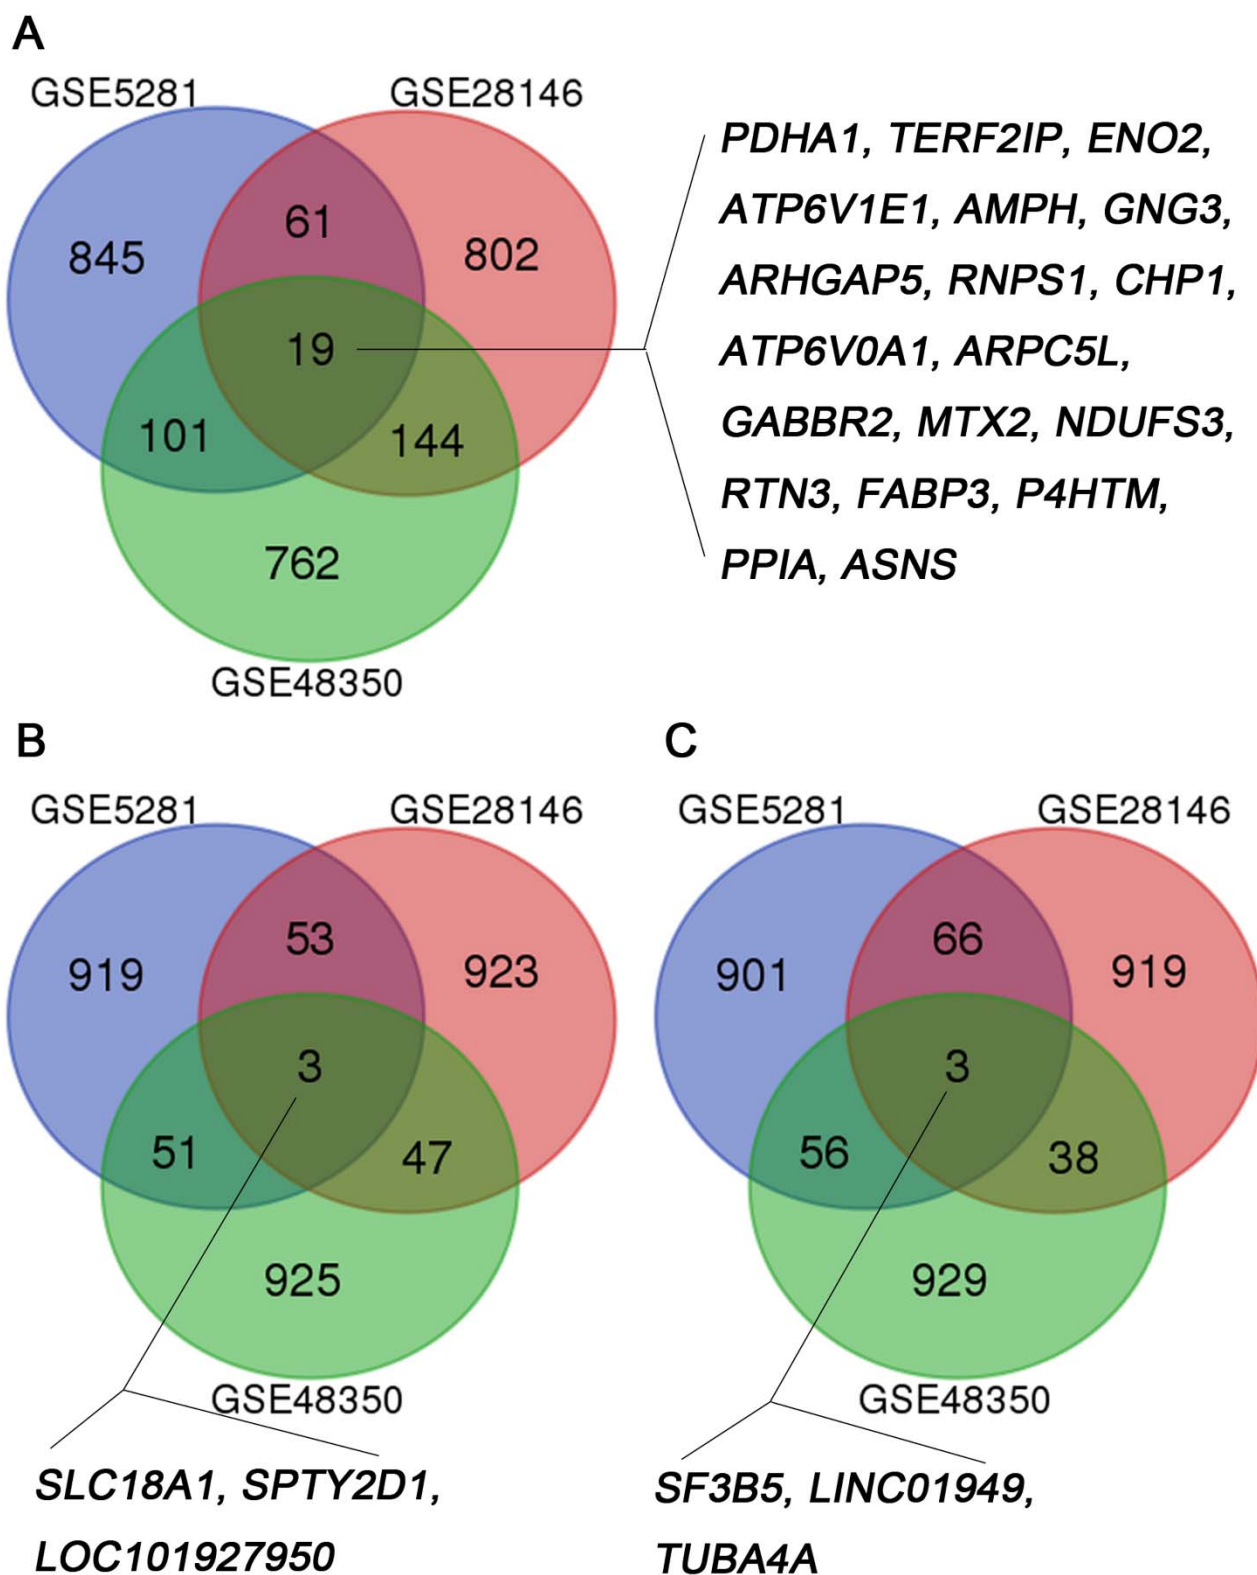 A
GSE5281
GSE28146
845
61
802
19
101
144
762
GSE48350
PDHA1, TERF2IP, ENO2,
ATP6V1E1, AMPH, GNG3,
ARHGAP5, RNPS1, CHP1,
ATP6V0A1, ARPC5L,
GABBR2, MTX2, NDUFS3,
RTN3, FABP3, P4HTM,
PPIA, ASNS
B
GSE5281
GSE28146
919
53
923
3
51
47
925
GSE48350
SLC18A1, SPTY2D1,
LOC101927950
C
GSE5281
GSE28146
901
66
919
3
56
38
929
GSE48350
SF3B5, LINC01949,
TUBA4A